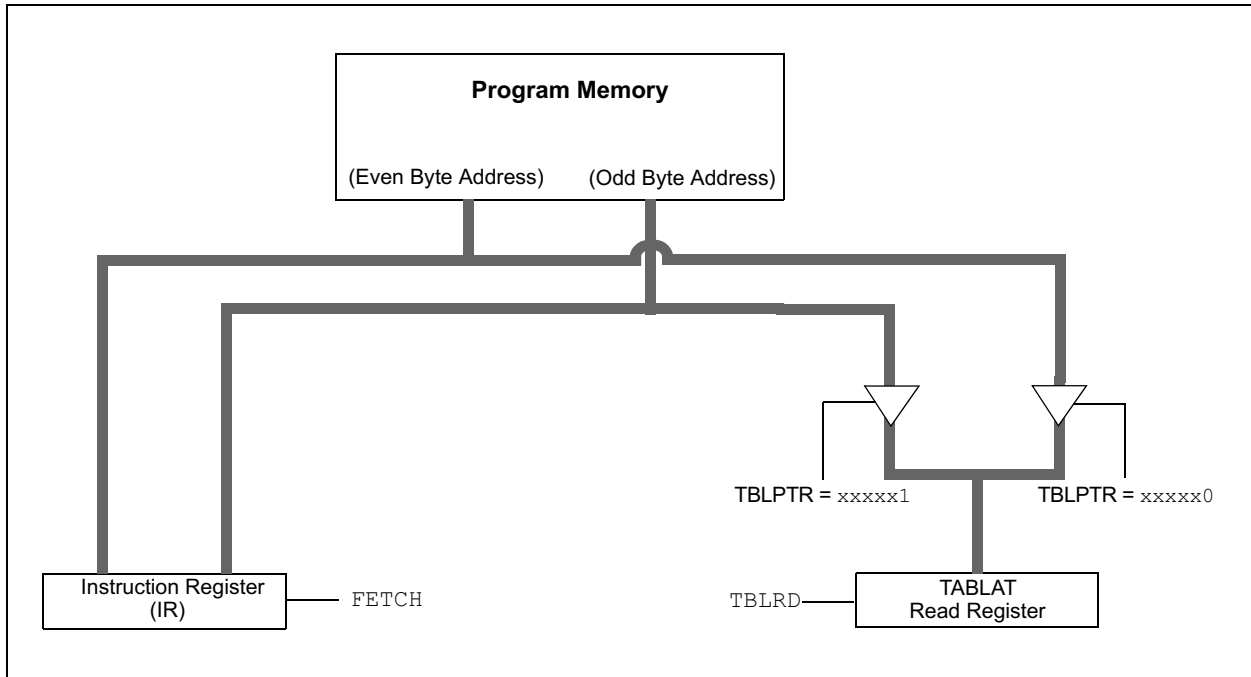 Program Memory
(Even Byte Address)
(Odd Byte Address)
TBLPTR = xxxxx1
TBLPTR = xxxxx0
Instruction Register
(IR)
FETCH
TBLRD
TABLAT
Read Register